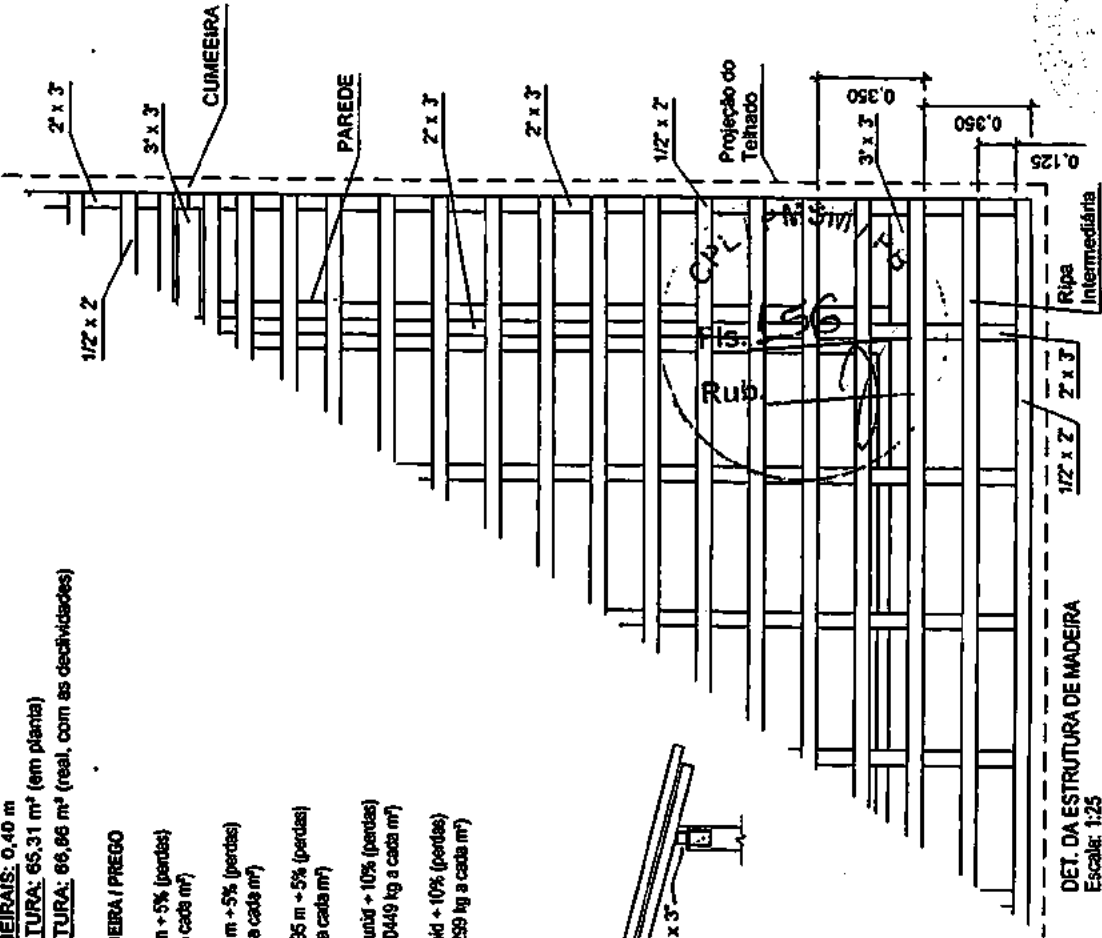 EIRAIS: 0,40 m
TURA: 65,31 m² (em planta)
TURA: 66,66 m² (real, com as declividades)
EIRA / PREGO
m + 5% (perdas)
a cada m²)
m + 5% (perdas)
a cada m²)
35 m + 5% (perdas)
a cada m²)
unid + 10% (perdas)
0449 kg a cada m²)
id + 10% (perdas)
299 kg a cada m²)
x 3"
2" x 3"
3" x 3"
CUMEEIRA
1/2" x 2"
PAREDE
2" x 3"
2" x 3"
1/2" x 2"
Projeção do
Telhado
3" x 3"
0,350
0,350
0,125
Fls. 156
Rub.
Ripa
Intermediária
2" x 3"
1/2" x 2"
DET. DA ESTRUTURA DE MADEIRA
Escala: 1:25